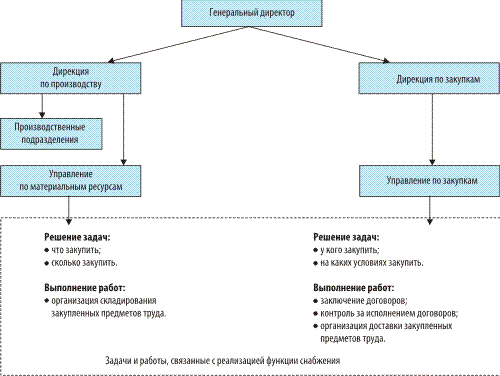 Генеральный директор
Дирекция
по производству
Дирекция по закупкам
Производственные
подразделения
Управление
по материальным ресурсам
Управление по закупкам
Решение задач:
• что закупить;
• сколько закупить.
Выполнение работ:
• организация складирования
закупленных предметов труда.
Решение задач:
• у кого закупить;
• на каких условиях закупить.
Выполнение работ:
• заключение договоров;
• контроль за исполнением договоров;
• организация доставки закупленных
предметов труда.
Задачи и работы, связанные с реализацией функции снабжения